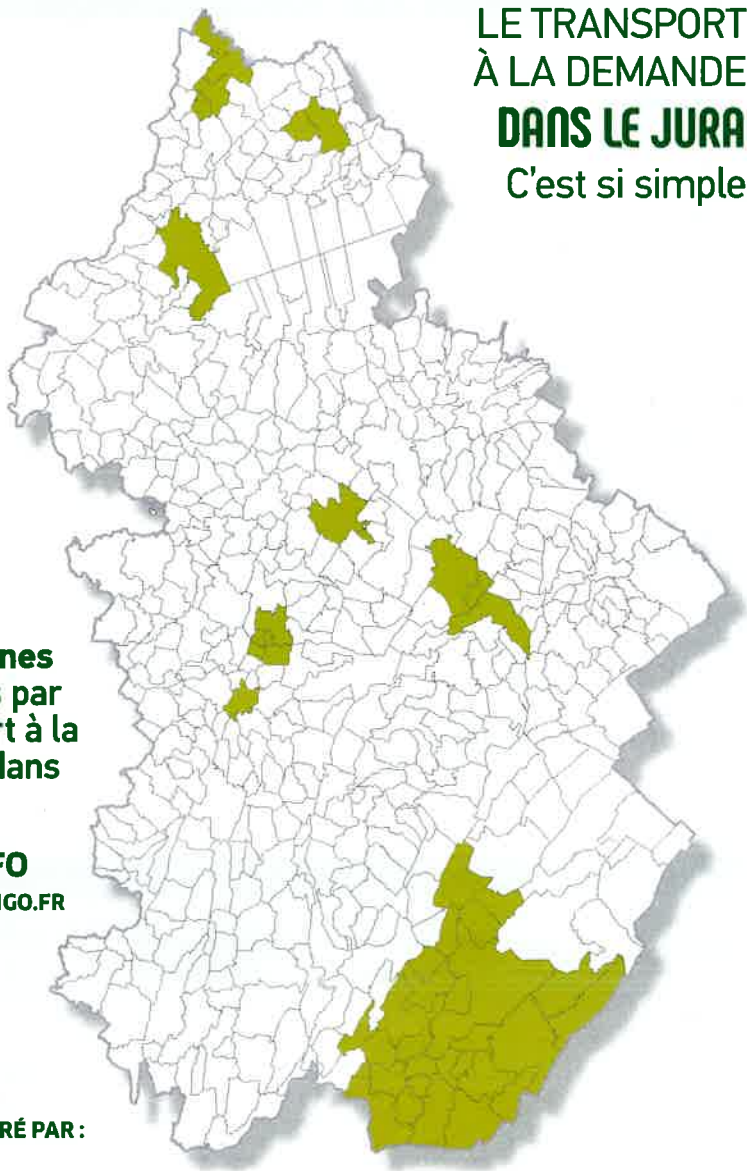 LE TRANSPORT
À LA DEMANDE
DANS LE JURA
C'est si simple
nes
par
t à la
dans
FO
IGO.FR
RÉ PAR :